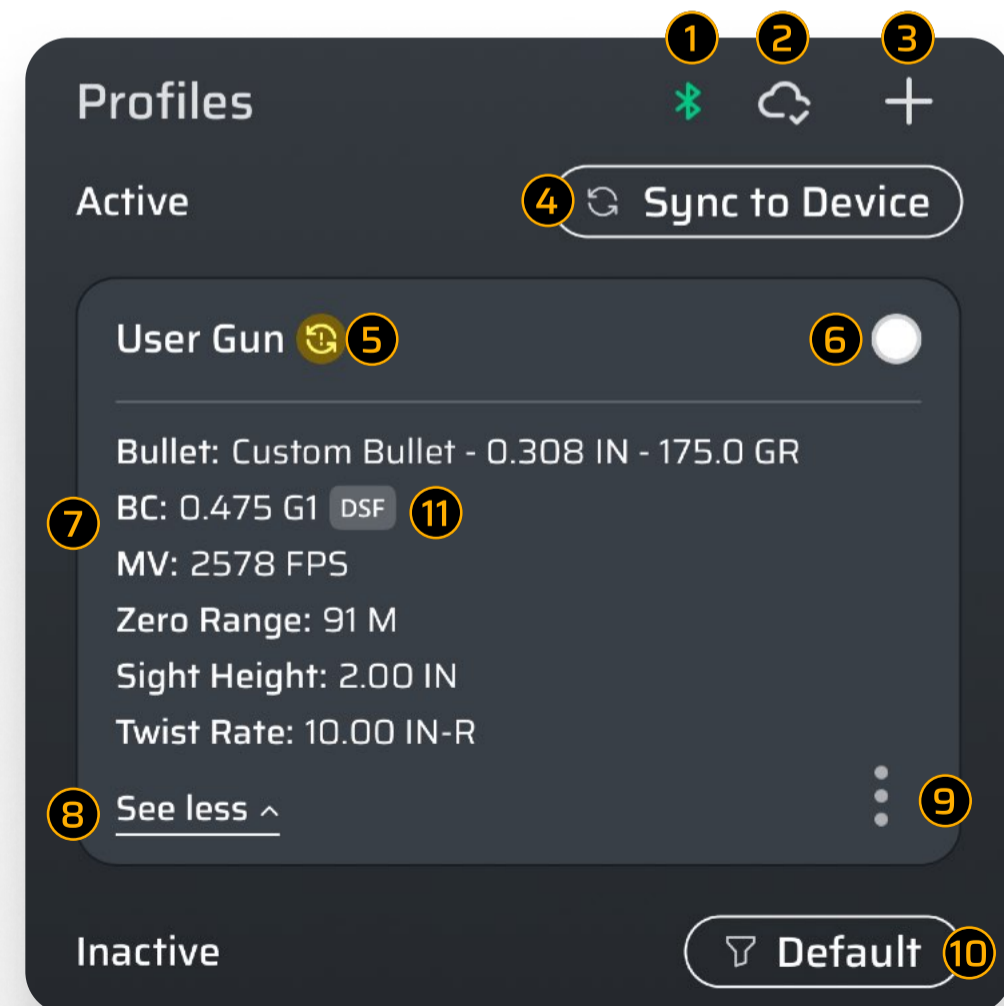 1 2 3
Profiles
Active 4 Sync to Device
User Gun 5 6
Bullet: Custom Bullet - 0.308 IN - 175.0 GR
7 BC: 0.475 G1 DSF 11
MV: 2578 FPS
Zero Range: 91 M
Sight Height: 2.00 IN
Twist Rate: 10.00 IN-R
8 See less 9
Inactive Default 10